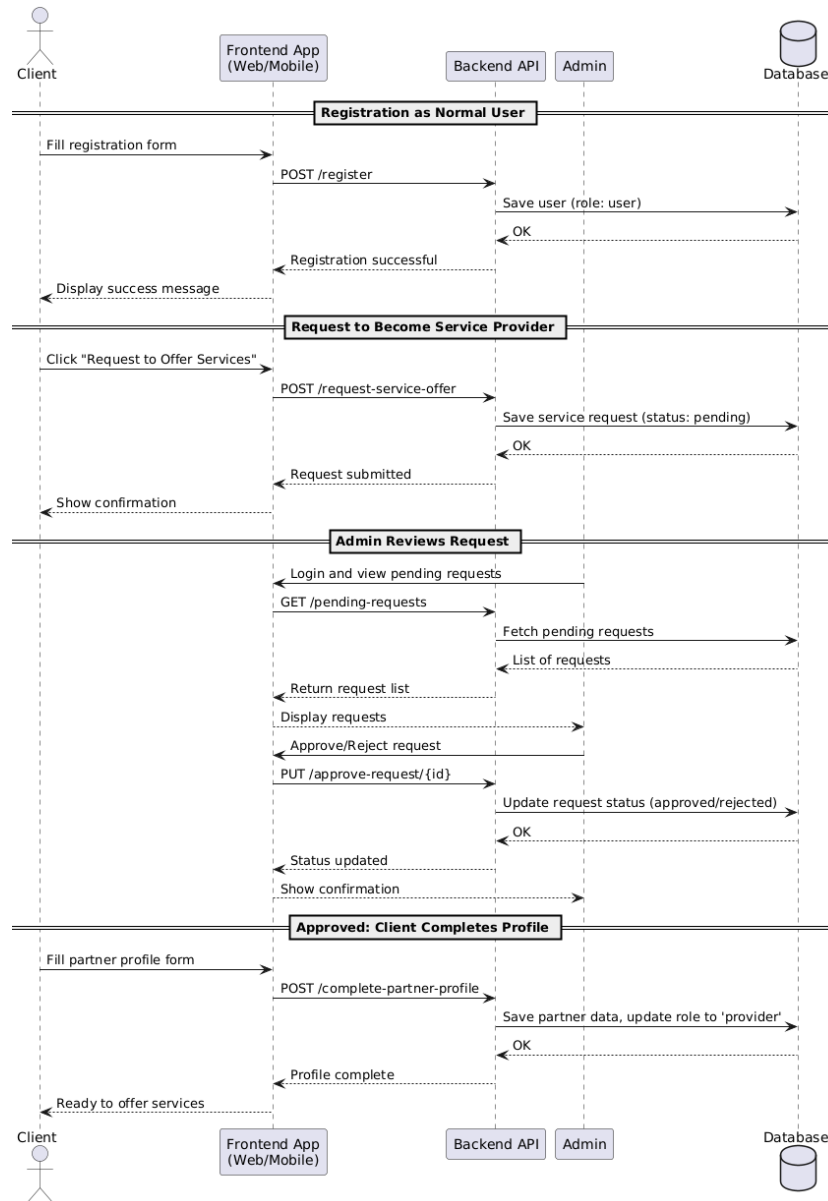 Client
Frontend App
(Web/Mobile)
Backend API
Admin
Database
Registration as Normal User
Fill registration form
POST /register
Save user (role: user)
OK
Registration successful
Display success message
Request to Become Service Provider
Click "Request to Offer Services"
POST /request-service-offer
Save service request (status: pending)
OK
Request submitted
Show confirmation
Admin Reviews Request
Login and view pending requests
GET /pending-requests
Fetch pending requests
List of requests
Return request list
Display requests
Approve/Reject request
PUT /approve-request/{id}
Update request status (approved/rejected)
OK
Status updated
Show confirmation
Approved: Client Completes Profile
Fill partner profile form
POST /complete-partner-profile
Save partner data, update role to 'provider'
OK
Profile complete
Ready to offer services
Client
Frontend App
(Web/Mobile)
Backend API
Admin
Database